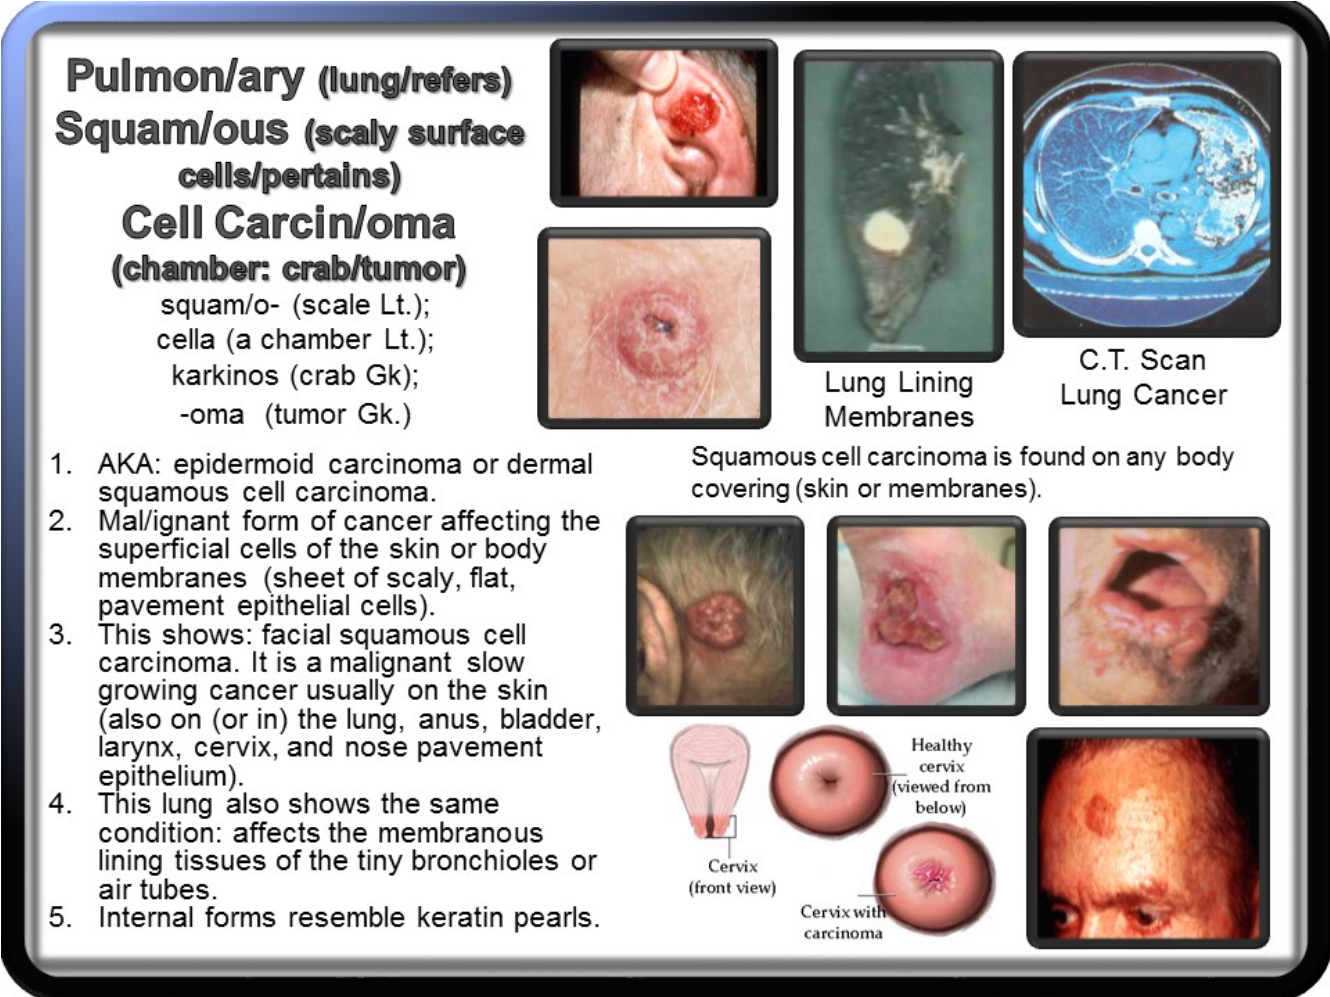 Pulmon/ary (lung/refers)
Squam/ous (scaly surface
cells/pertains)
Cell Carcin/oma
(chamber: crab/tumor)
squam/o- (scale Lt.);
cella (a chamber Lt.);
karkinos (crab Gk);
-oma (tumor Gk.)
Lung Lining
Membranes
C.T. Scan
Lung Cancer
1. AKA: epidermoid carcinoma or dermal
squamous cell carcinoma.
2. Mal/ignant form of cancer affecting the
superficial cells of the skin or body
membranes (sheet of scaly, flat,
pavement epithelial cells).
3. This shows: facial squamous cell
carcinoma. It is a malignant slow
growing cancer usually on the skin
(also on (or in) the lung, anus, bladder,
larynx, cervix, and nose pavement
epithelium).
4. This lung also shows the same
condition: affects the membranous
lining tissues of the tiny bronchioles or
air tubes.
5. Internal forms resemble keratin pearls.
Squamous cell carcinoma is found on any body
covering (skin or membranes).
Healthy
cervix
(viewed from
below)
Cervix
(front view)
Cervix with
carcinoma